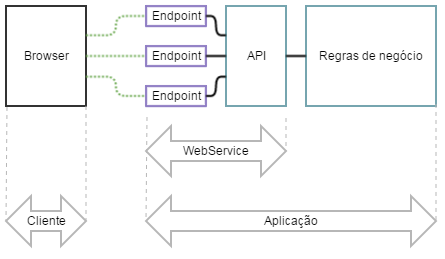 Endpoint
Browser
Endpoint
API
Regras de negócio
Endpoint
WebService
Cliente
Aplicação